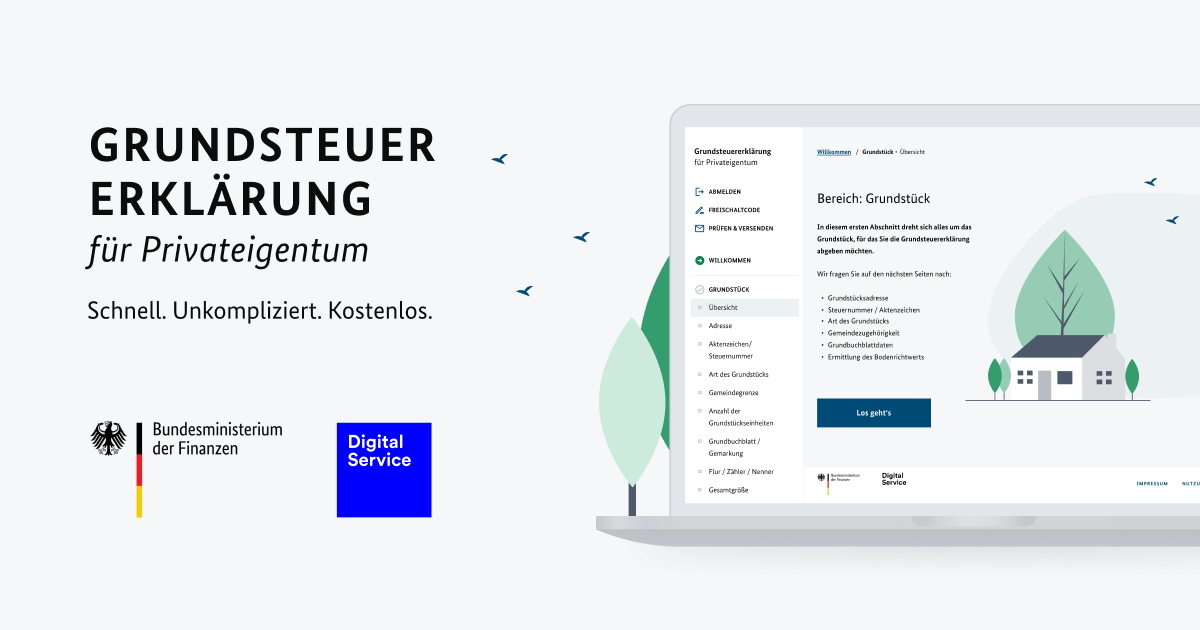 GRUNDSTEUER
ERKLÄRUNG
für Privateigentum
Schnell. Unkompliziert. Kostenlos.
Bundesministerium
der Finanzen
Digital
Service
Grundsteuererklärung
für Privateigentum
ABMELDEN
FREISCHALTCODE
PRÜFEN & VERSENDEN
WILLKOMMEN
GRUNDSTÜCK
Übersicht
Adresse
Aktenzeichen/
Steuernummer
Art des Grundstücks
Gemeindegrenze
Anzahl der
Grundstückseinheiten
Grundbuchblatt /
Gemarkung
Flur / Zähler / Nenner
Gesamtgröße
Willkommen / Grundstück · Übersicht
Bereich: Grundstück
In diesem ersten Abschnitt dreht sich alles um das
Grundstück, für das Sie die Grundsteuererklärung
abgeben möchten.
Wir fragen Sie auf den nächsten Seiten nach:
• Grundstücksadresse
• Steuernummer / Aktenzeichen
• Art des Grundstücks
• Gemeindezugehörigkeit
• Grundbuchblattdaten
• Ermittlung des Bodenrichtwerts
Los geht's
Bundesministerium
der Finanzen
Digital
Service
IMPRESSUM NUTZU